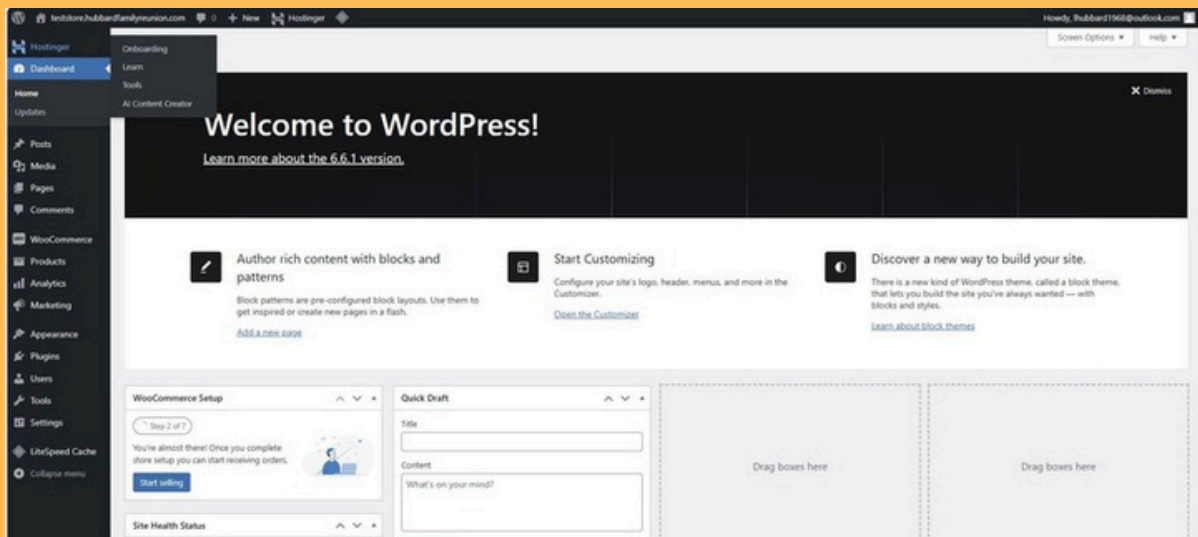 teststore.hubbardfamilyreunion.com 0 + New Hostinger
Howdy, lhubbard1968@outlook.com
Screen Options
Help
Hostinger
Onboarding
Learn
Tools
AI Content Creator
Dashboard
Home
Updates
Posts
Media
Pages
Comments
WooCommerce
Products
Analytics
Marketing
Appearance
Plugins
Users
Tools
Settings
LiteSpeed Cache
Collapse menu
Dismiss
Welcome to WordPress!
Learn more about the 6.6.1 version.
Author rich content with blocks and
patterns
Block patterns are pre-configured block layouts. Use them to
get inspired or create new pages in a flash.
Add a new page
Start Customizing
Configure your site's logo, header, menus, and more in the
Customizer.
Open the Customizer
Discover a new way to build your site.
There is a new kind of WordPress theme, called a block theme,
that lets you build the site you've always wanted — with
blocks and styles.
Learn about block themes
WooCommerce Setup
Step 2 of 7
You're almost there! Once you complete
store setup you can start receiving orders.
Start selling
Site Health Status
Quick Draft
Title
Content
What's on your mind?
Drag boxes here
Drag boxes here